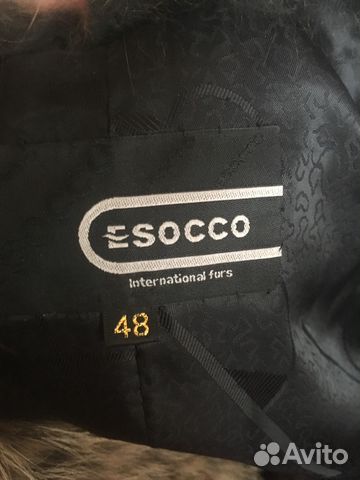 ESOCCO
International furs
48
Avito